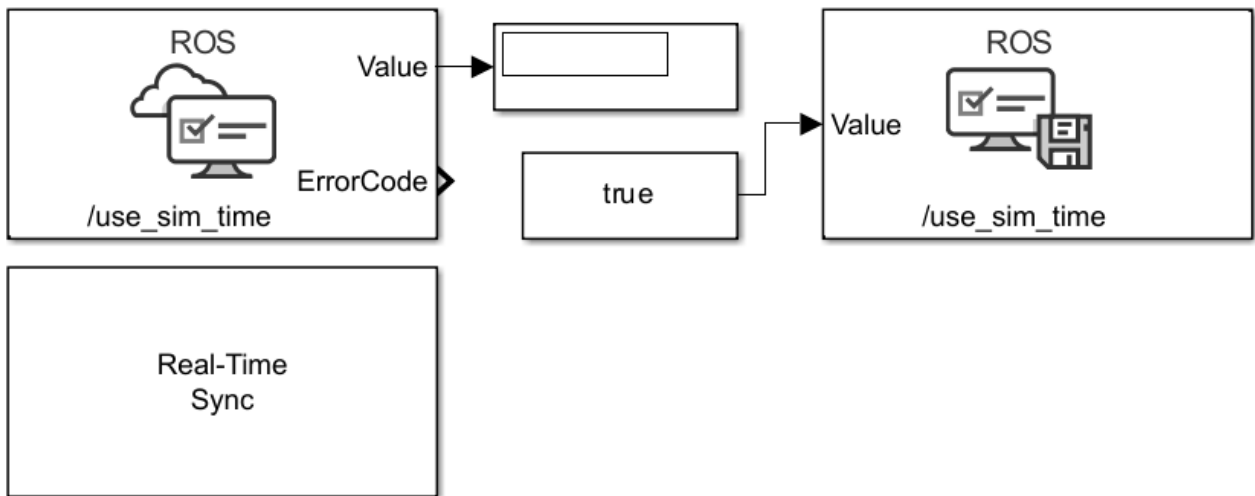 ROS
Value
ErrorCode
/use_sim_time
true
ROS
Value
/use_sim_time
Real-Time
Sync